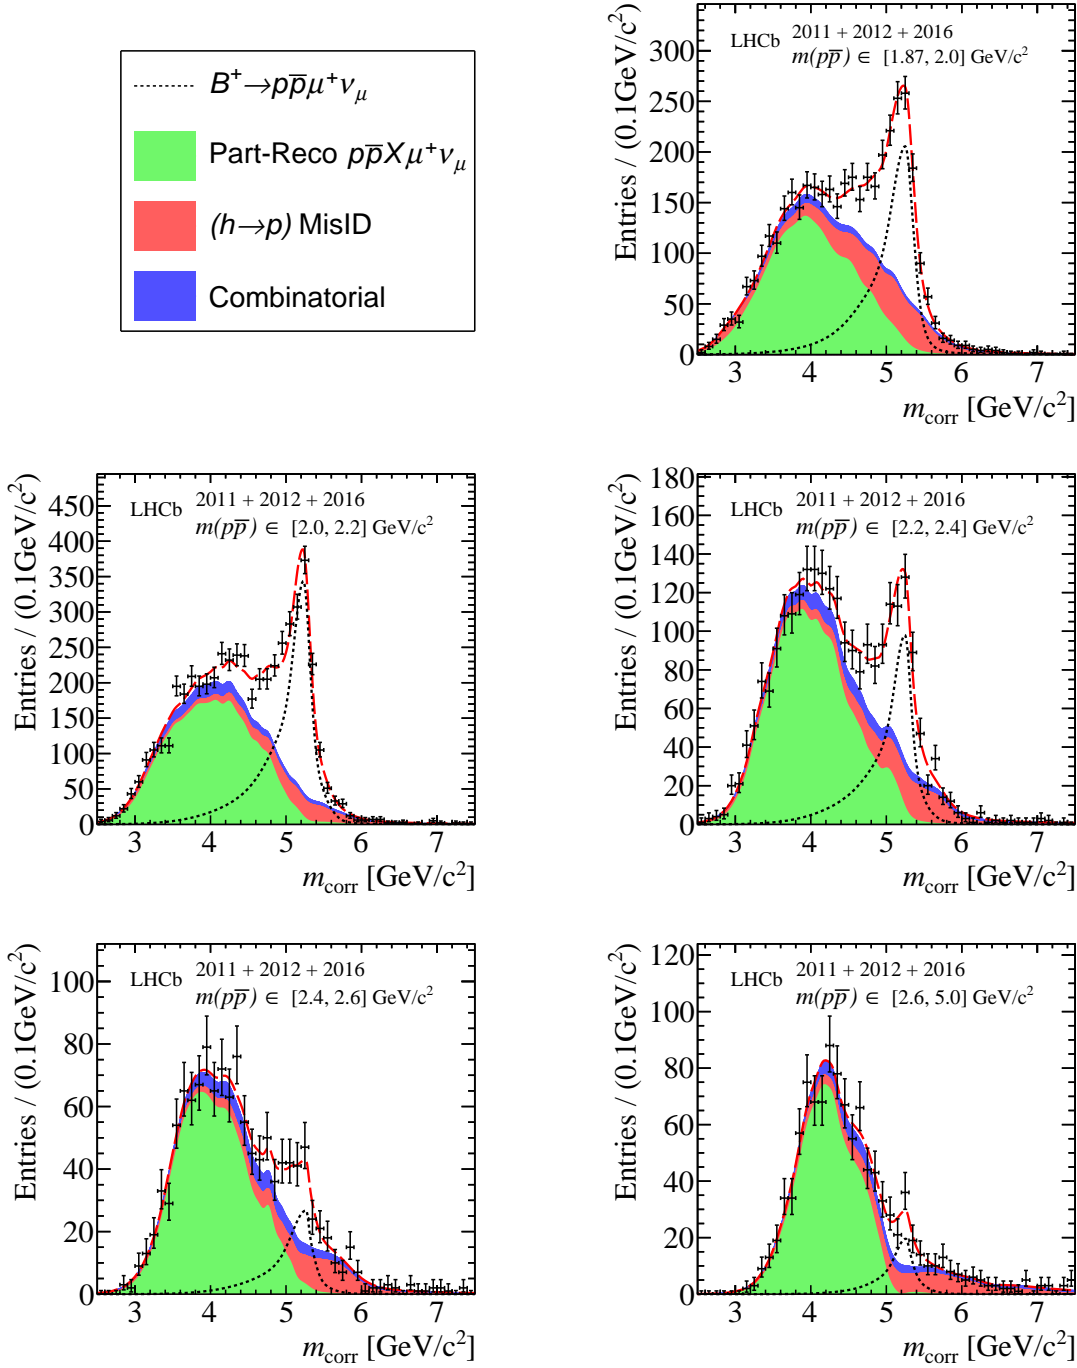 B⁺→pp̅μ⁺ν_μ
Part-Reco pp̅Xμ⁺ν_μ
(h→p) MisID
Combinatorial
Entries / (0.1GeV/c²)
300
250
200
150
100
50
0
LHCb 2011 + 2012 + 2016
m(pp̅) ∈ [1.87, 2.0] GeV/c²
3 4 5 6 7
m_corr [GeV/c²]
Entries / (0.1GeV/c²)
450
400
350
300
250
200
150
100
50
0
LHCb 2011 + 2012 + 2016
m(pp̅) ∈ [2.0, 2.2] GeV/c²
3 4 5 6 7
m_corr [GeV/c²]
Entries / (0.1GeV/c²)
180
160
140
120
100
80
60
40
20
0
LHCb 2011 + 2012 + 2016
m(pp̅) ∈ [2.2, 2.4] GeV/c²
3 4 5 6 7
m_corr [GeV/c²]
Entries / (0.1GeV/c²)
100
80
60
40
20
0
LHCb 2011 + 2012 + 2016
m(pp̅) ∈ [2.4, 2.6] GeV/c²
3 4 5 6 7
m_corr [GeV/c²]
Entries / (0.1GeV/c²)
120
100
80
60
40
20
0
LHCb 2011 + 2012 + 2016
m(pp̅) ∈ [2.6, 5.0] GeV/c²
3 4 5 6 7
m_corr [GeV/c²]